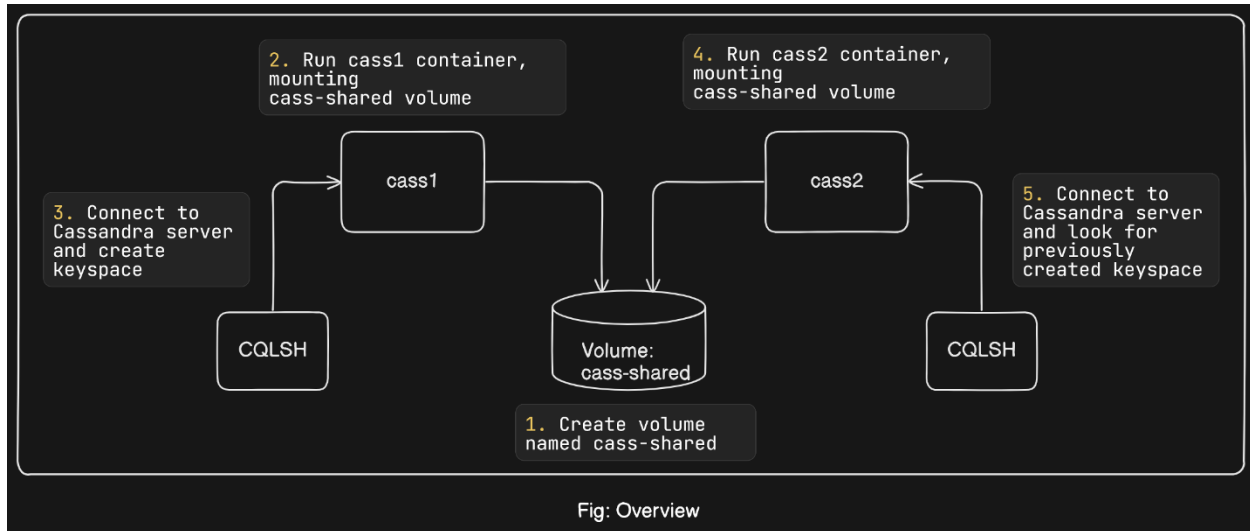 2. Run cass1 container,
mounting
cass-shared volume
4. Run cass2 container,
mounting
cass-shared volume
cass1
cass2
3. Connect to
Cassandra server
and create
keyspace
5. Connect to
Cassandra server
and look for
previously
created keyspace
CQLSH
Volume:
cass-shared
CQLSH
1. Create volume
named cass-shared
Fig: Overview